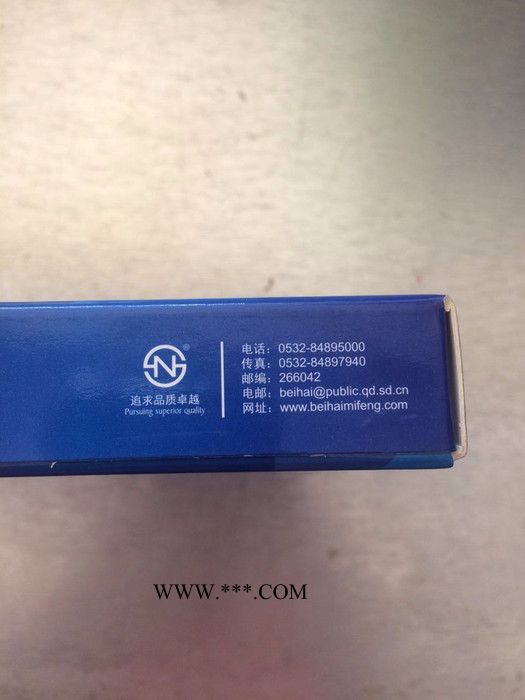 SN®
追求品质卓越
Pursuing superior quality
电话：0532-84895000
传真：0532-84897940
邮编：266042
电邮：beihai@public.qd.sd.cn
网址：www.beihaimifeng.com
WWW.***.COM